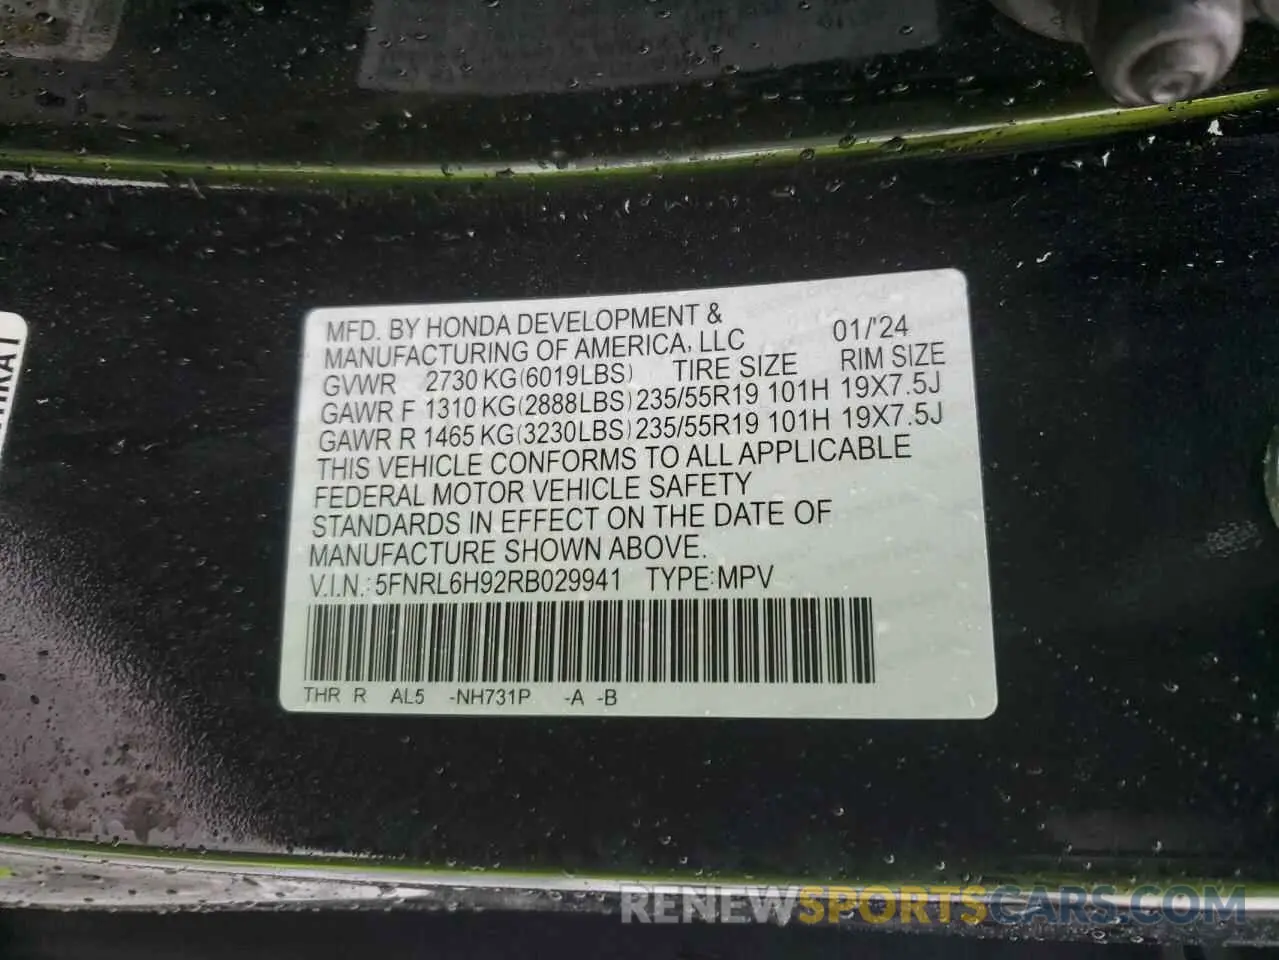 MFD. BY HONDA DEVELOPMENT &
MANUFACTURING OF AMERICA, LLC 01/'24
GVWR 2730 KG(6019LBS) TIRE SIZE RIM SIZE
GAWR F 1310 KG(2888LBS) 235/55R19 101H 19X7.5J
GAWR R 1465 KG(3230LBS) 235/55R19 101H 19X7.5J
THIS VEHICLE CONFORMS TO ALL APPLICABLE
FEDERAL MOTOR VEHICLE SAFETY
STANDARDS IN EFFECT ON THE DATE OF
MANUFACTURE SHOWN ABOVE.
V.I.N.: 5FNRL6H92RB029941 TYPE:MPV
THR R AL5 -NH731P -A -B
RENEWSPORTSCARS.COM